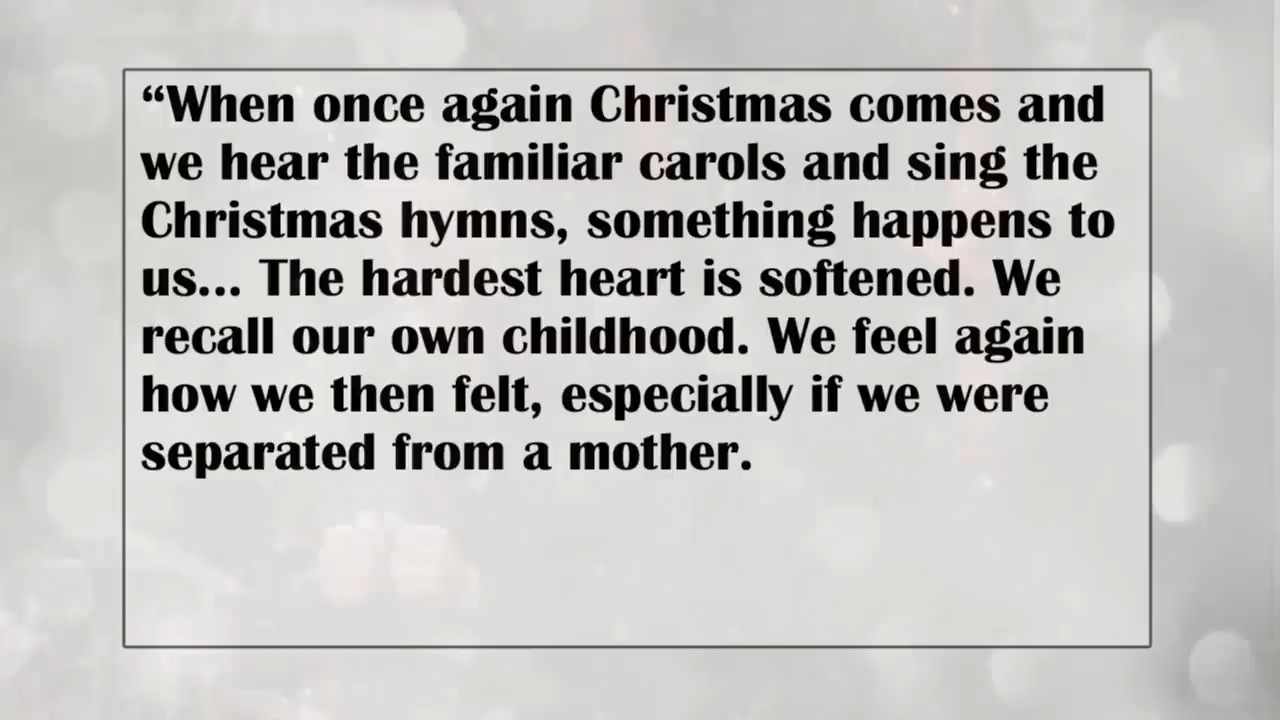 “When once again Christmas comes and
we hear the familiar carols and sing the
Christmas hymns, something happens to
us... The hardest heart is softened. We
recall our own childhood. We feel again
how we then felt, especially if we were
separated from a mother.